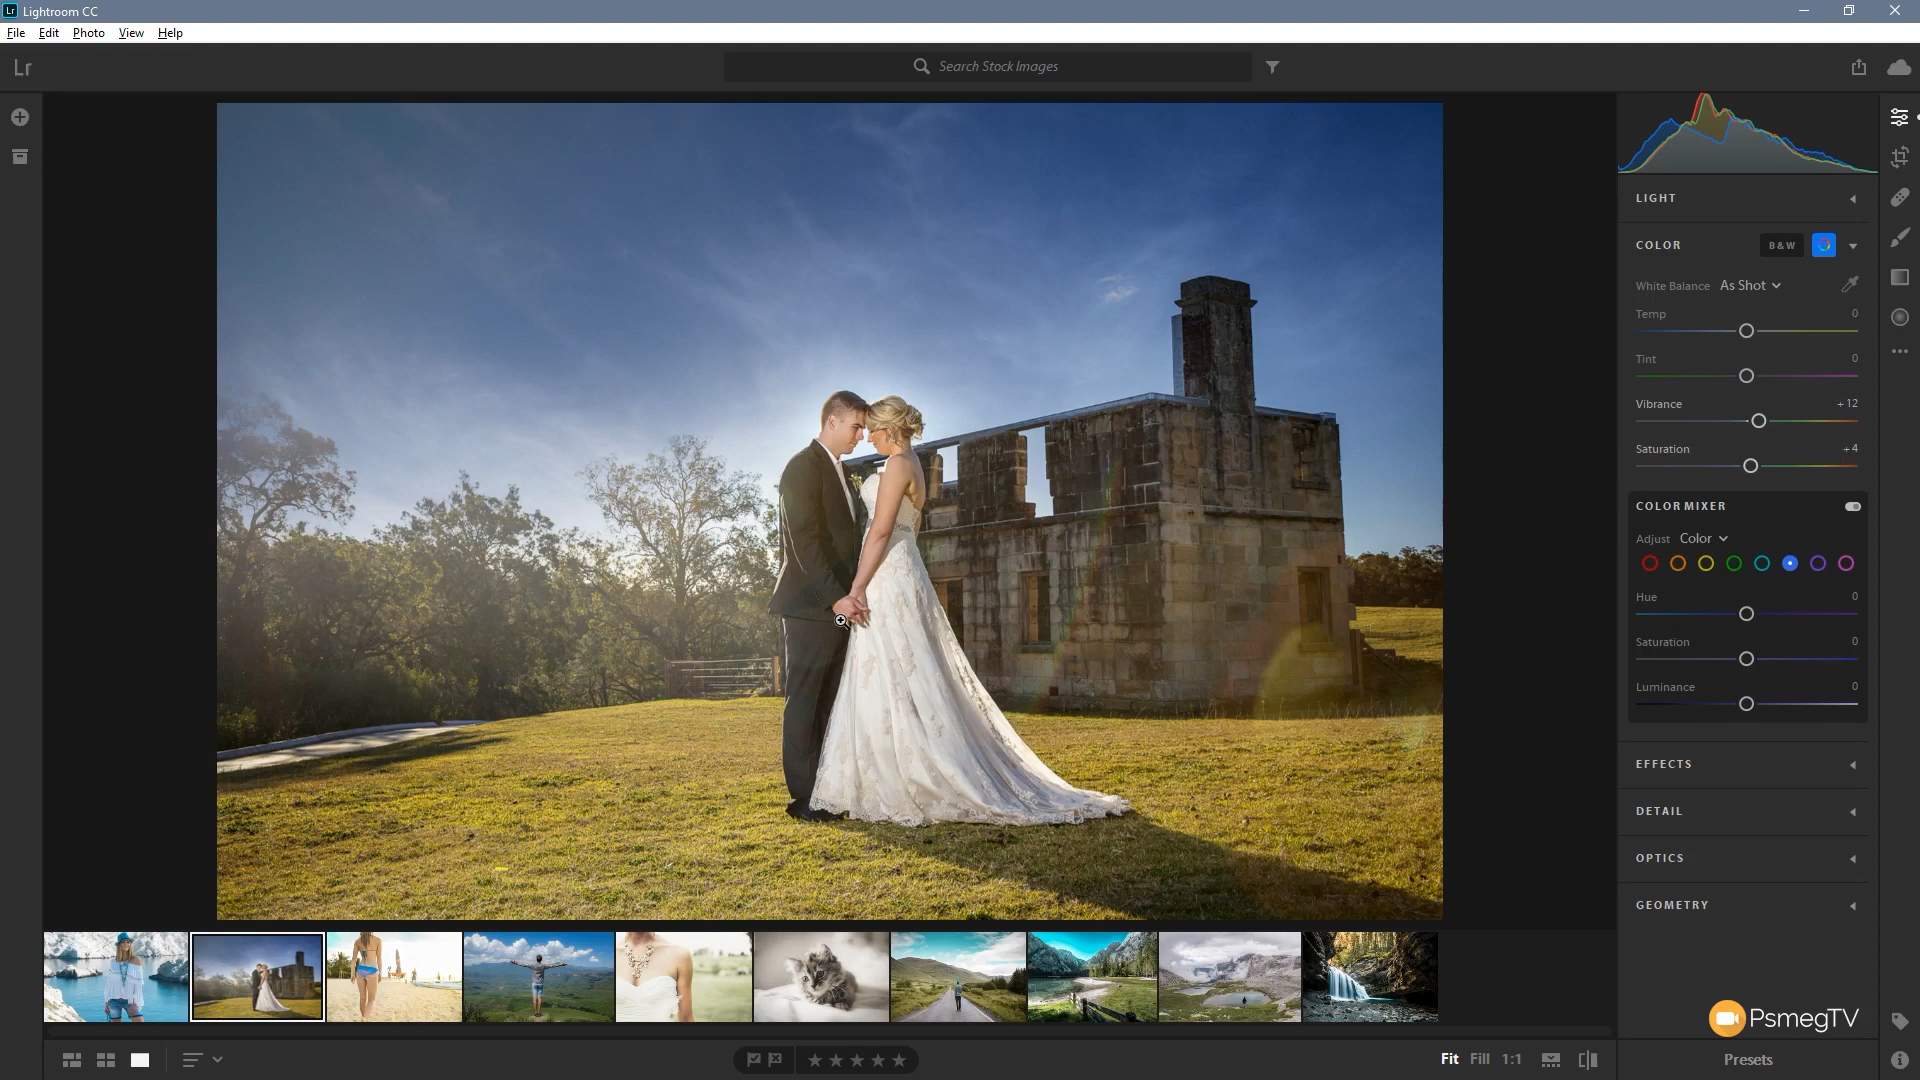 Lr Lightroom CC
File Edit Photo View Help
Lr
Search Stock Images
LIGHT
COLOR B&W
White Balance As Shot
Temp 0
Tint 0
Vibrance +12
Saturation +4
COLOR MIXER
Adjust Color
Hue 0
Saturation 0
Luminance 0
EFFECTS
DETAIL
OPTICS
GEOMETRY
PsmegTV
Fit Fill 1:1
Presets